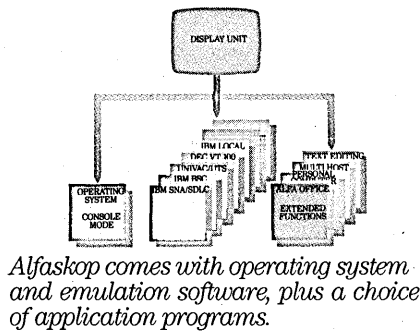 DISPLAY UNIT
OPERATING
SYSTEM
CONSOLE
MODE
IBM LOCAL
DEC VT 100
UNIVAC/UTS
IBM BSC
IBM SNA/SDLC
TEXT EDITING
MULTI HOST
PERSONAL
ALFA OFFICE
EXTENDED
FUNCTIONS
Alfaskop comes with operating system
and emulation software, plus a choice
of application programs.